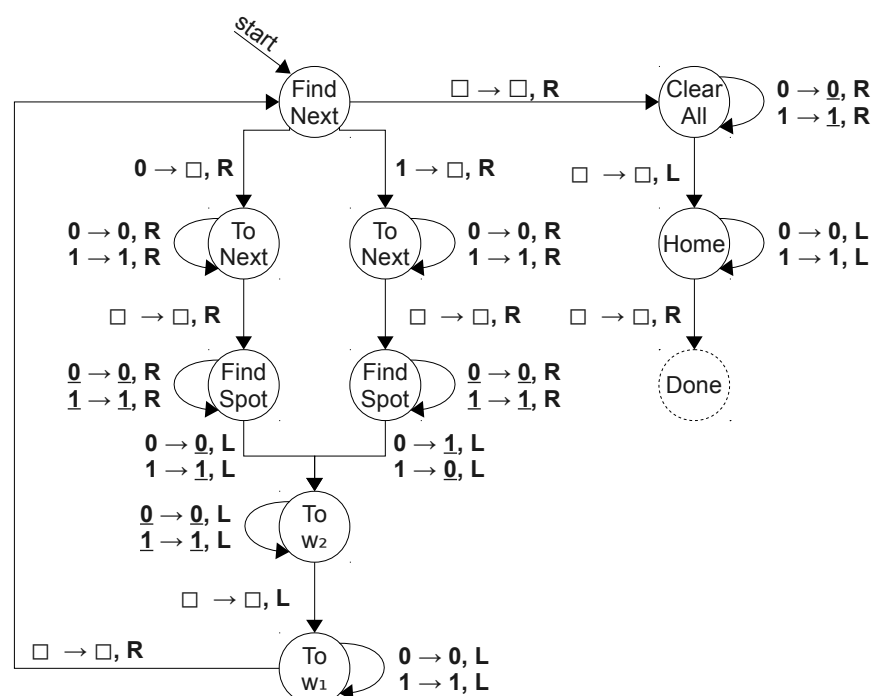 start
Find
Next
□ → □, R
Clear
All
0 → 0̲, R
1 → 1̲, R
0 → □, R
1 → □, R
□ → □, L
0 → 0, R
1 → 1, R
To
Next
To
Next
0 → 0, R
1 → 1, R
Home
0 → 0, L
1 → 1, L
□ → □, R
□ → □, R
□ → □, R
0̲ → 0̲, R
1̲ → 1̲, R
Find
Spot
Find
Spot
0̲ → 0̲, R
1̲ → 1̲, R
Done
0 → 0̲, L
1 → 1̲, L
0 → 1̲, L
1 → 0̲, L
0̲ → 0̲, L
1̲ → 1̲, L
To
w₂
□ → □, L
□ → □, R
To
w₁
0 → 0, L
1 → 1, L